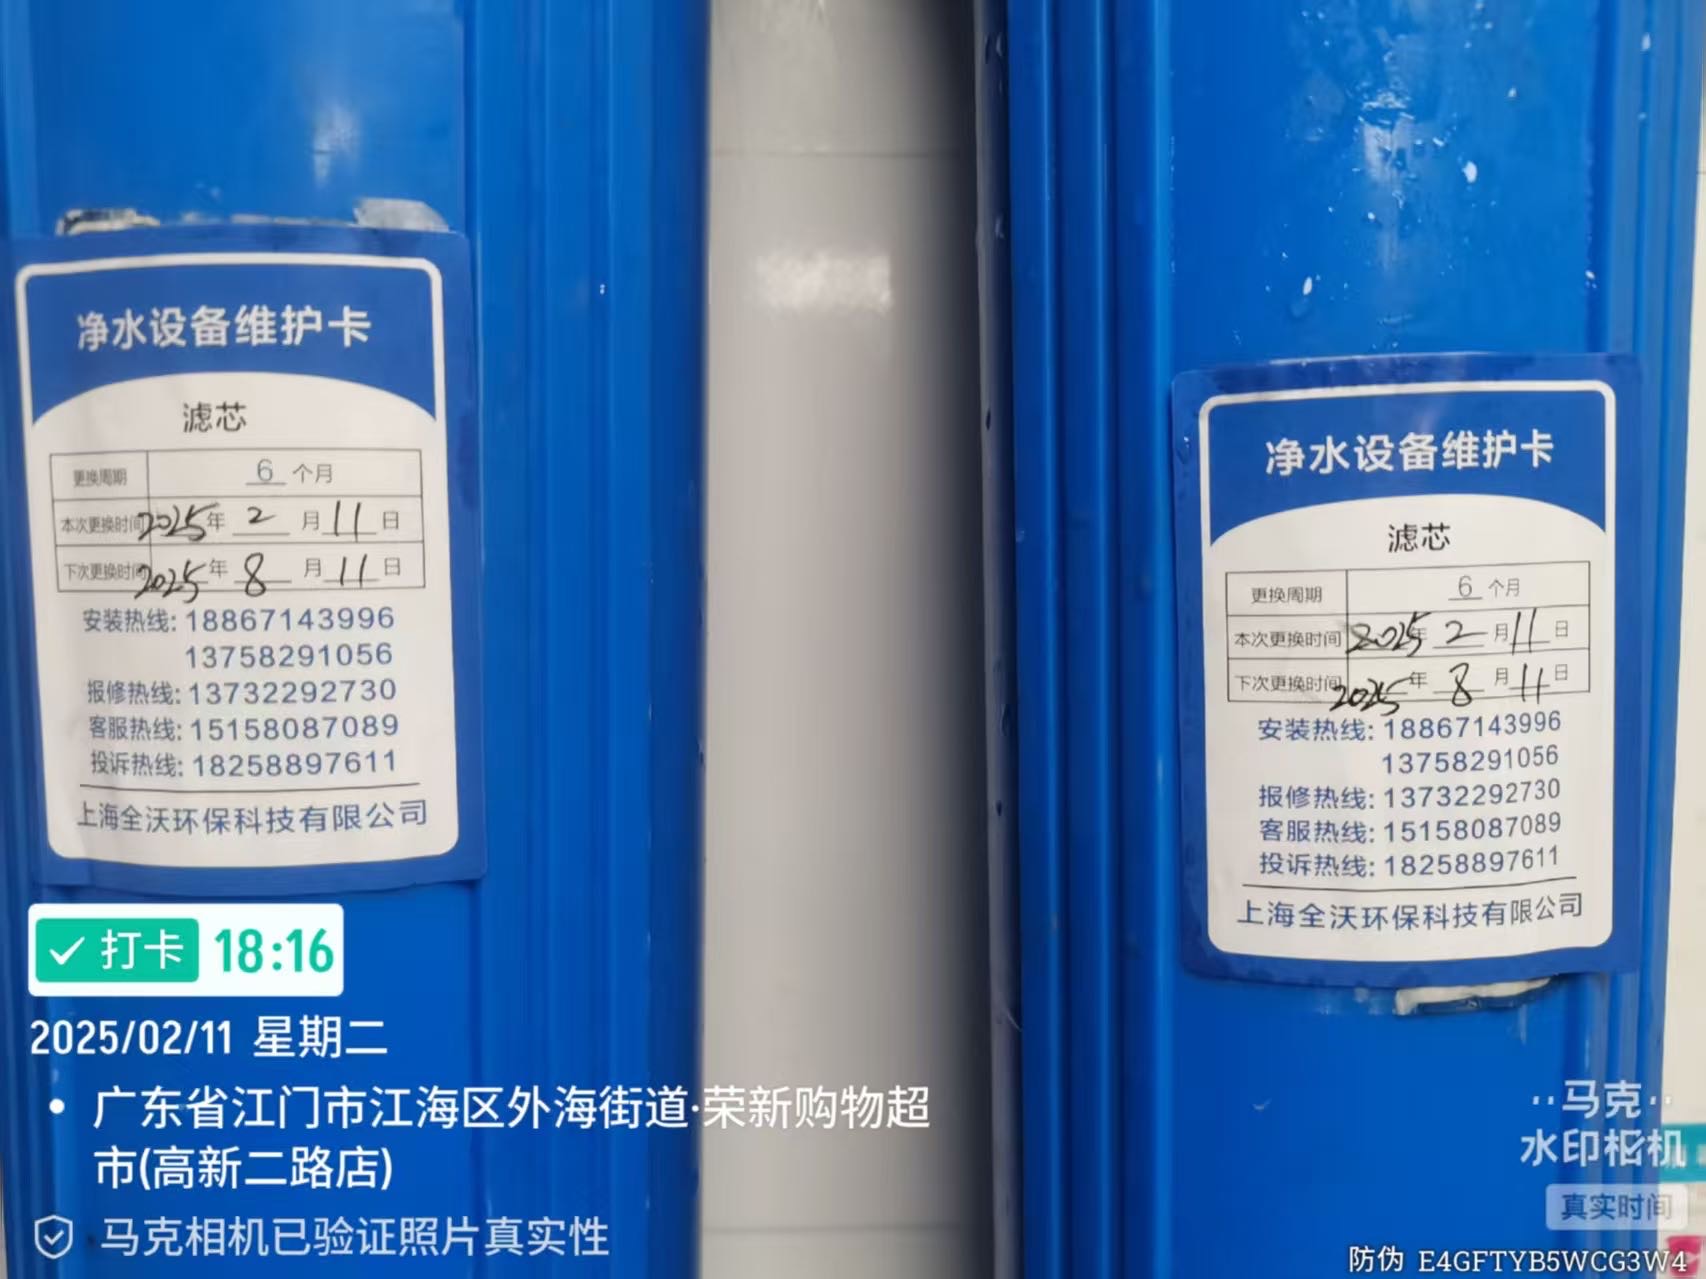 净水设备维护卡
滤芯
更换周期 6 个月
本次更换时间 2025 年 2 月 11 日
下次更换时间 2025 年 8 月 11 日
安装热线: 18867143996
13758291056
报修热线: 13732292730
客服热线: 15158087089
投诉热线: 18258897611
上海全沃环保科技有限公司
净水设备维护卡
滤芯
更换周期 6 个月
本次更换时间 2025 年 2 月 11 日
下次更换时间 2025 年 8 月 11 日
安装热线: 18867143996
13758291056
报修热线: 13732292730
客服热线: 15158087089
投诉热线: 18258897611
上海全沃环保科技有限公司
打卡 18:16
2025/02/11 星期二
广东省江门市江海区外海街道·荣新购物超
市(高新二路店)
马克相机已验证照片真实性
马克
水印相机
真实时间
防伪 E4GFTYB5WCG3W4